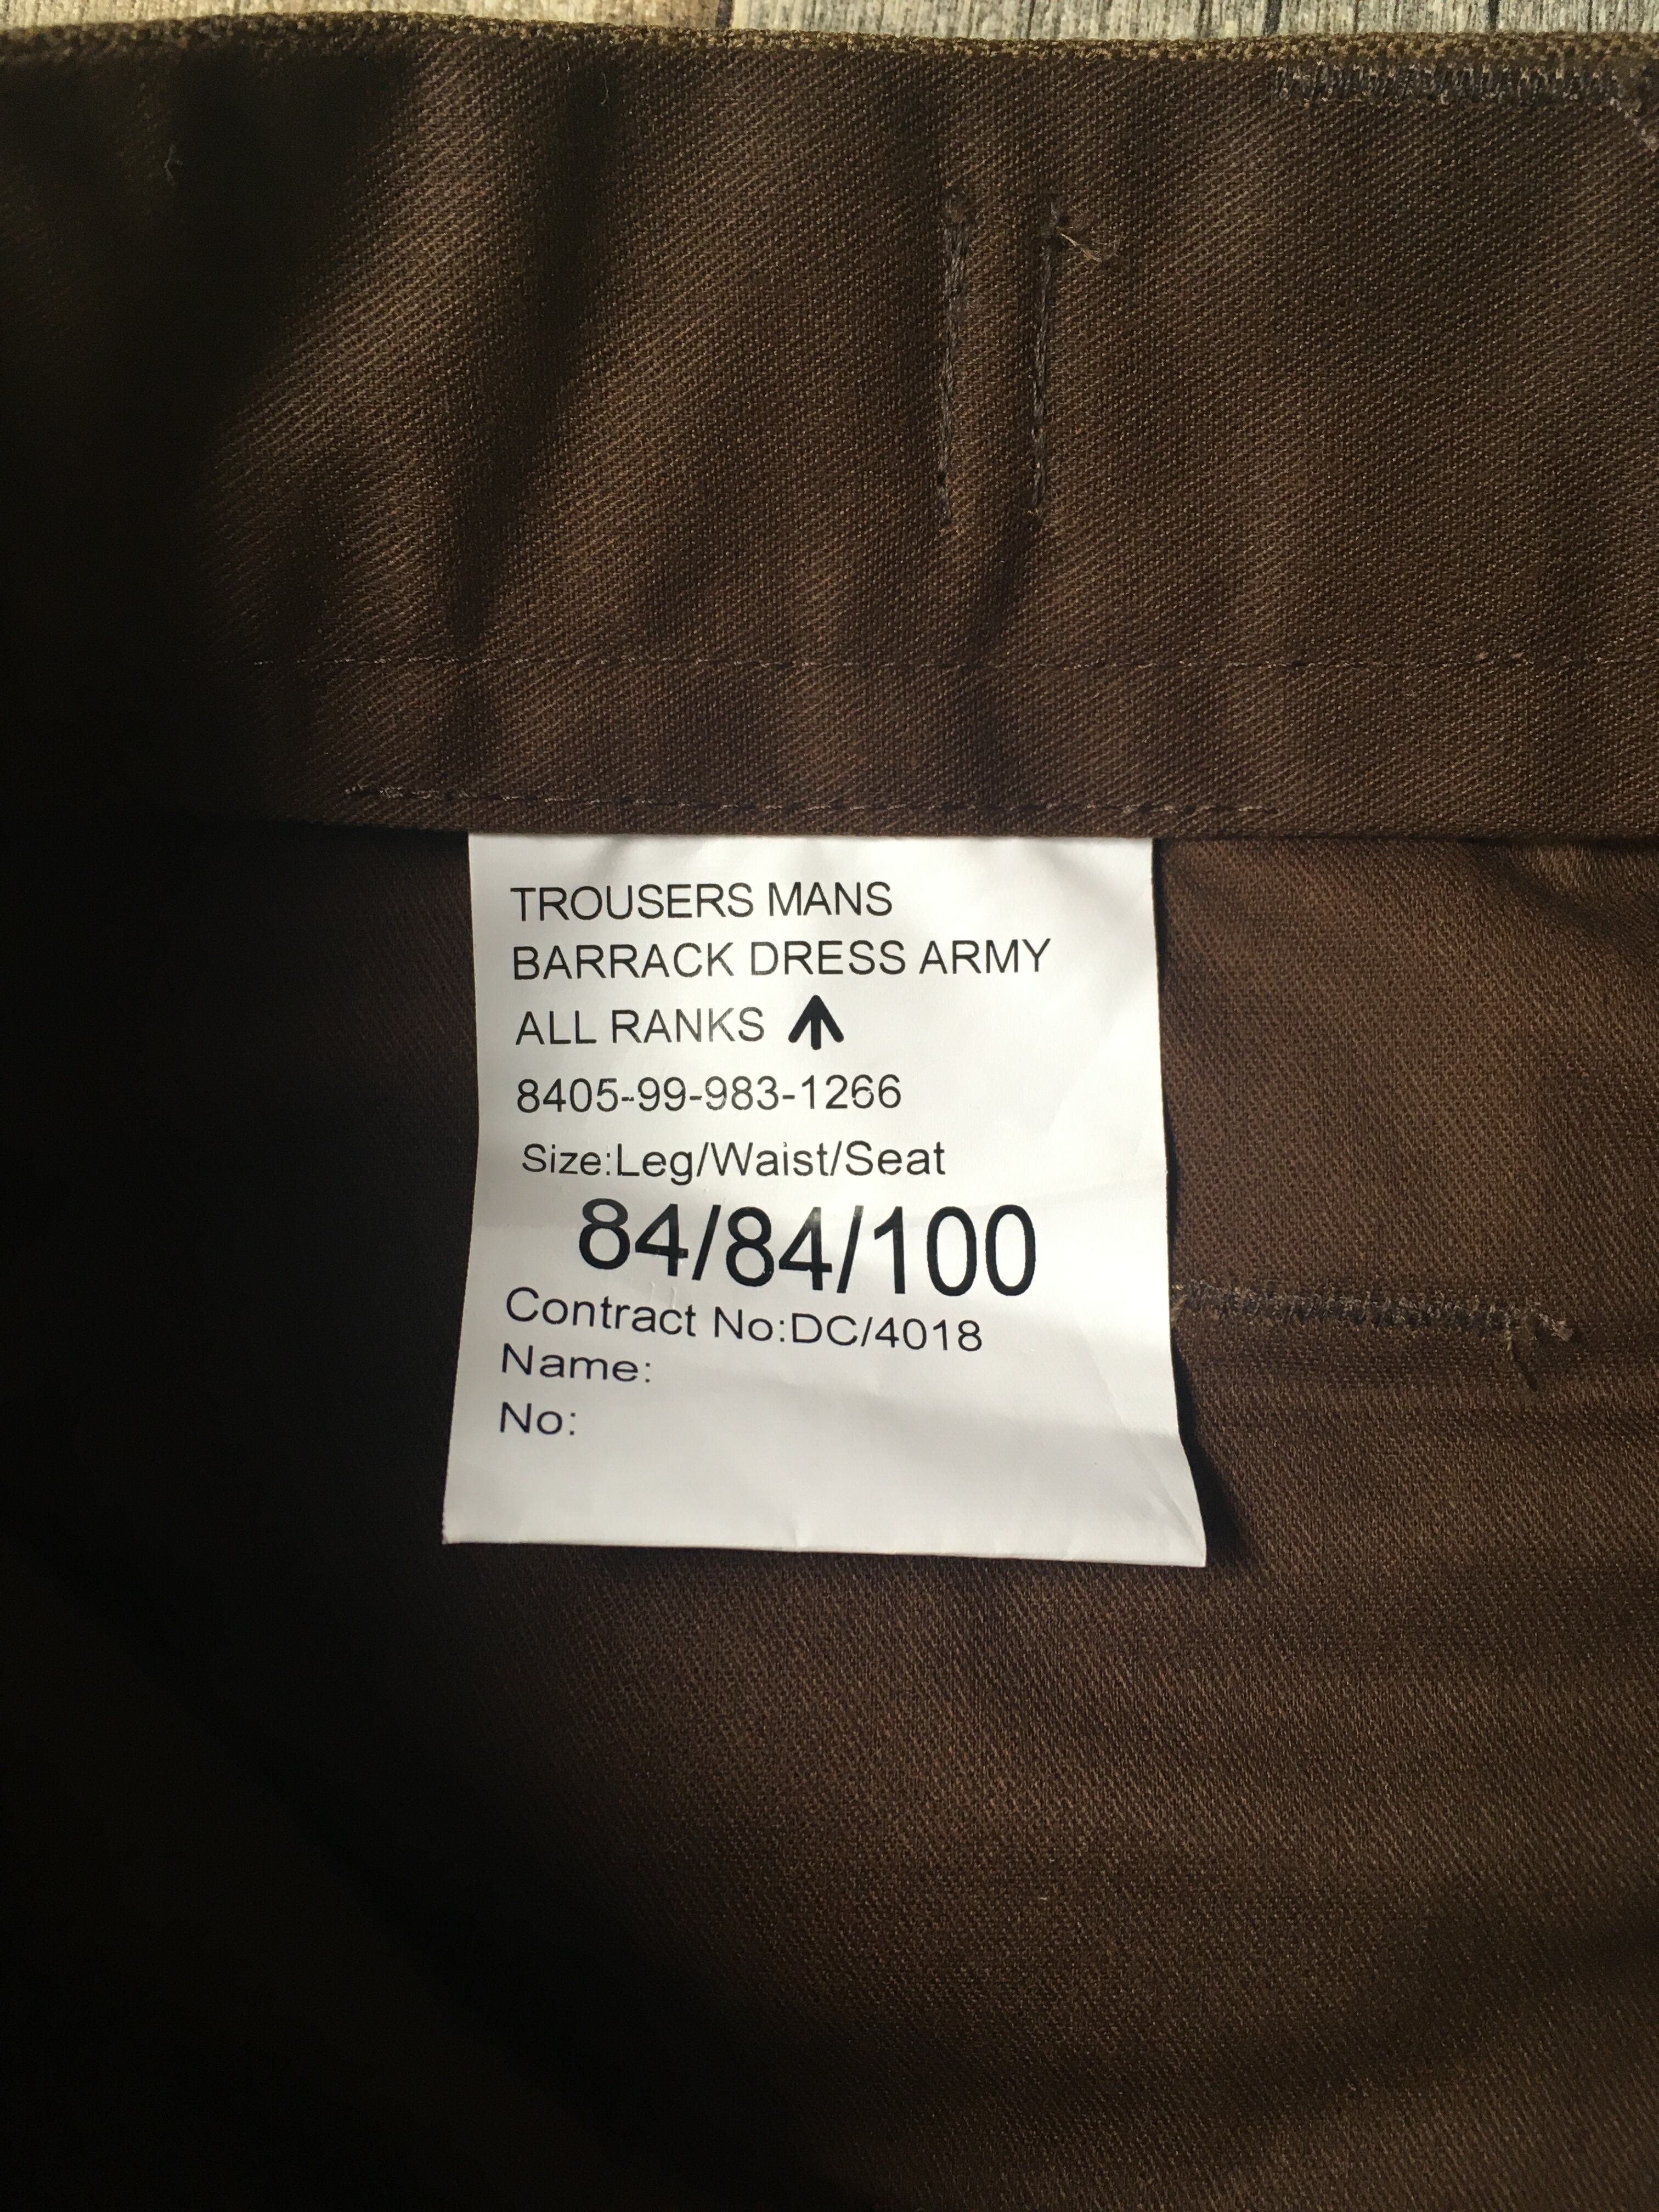 TROUSERS MANS
BARRACK DRESS ARMY
ALL RANKS
8405-99-983-1266
Size:Leg/Waist/Seat
84/84/100
Contract No:DC/4018
Name:
No: